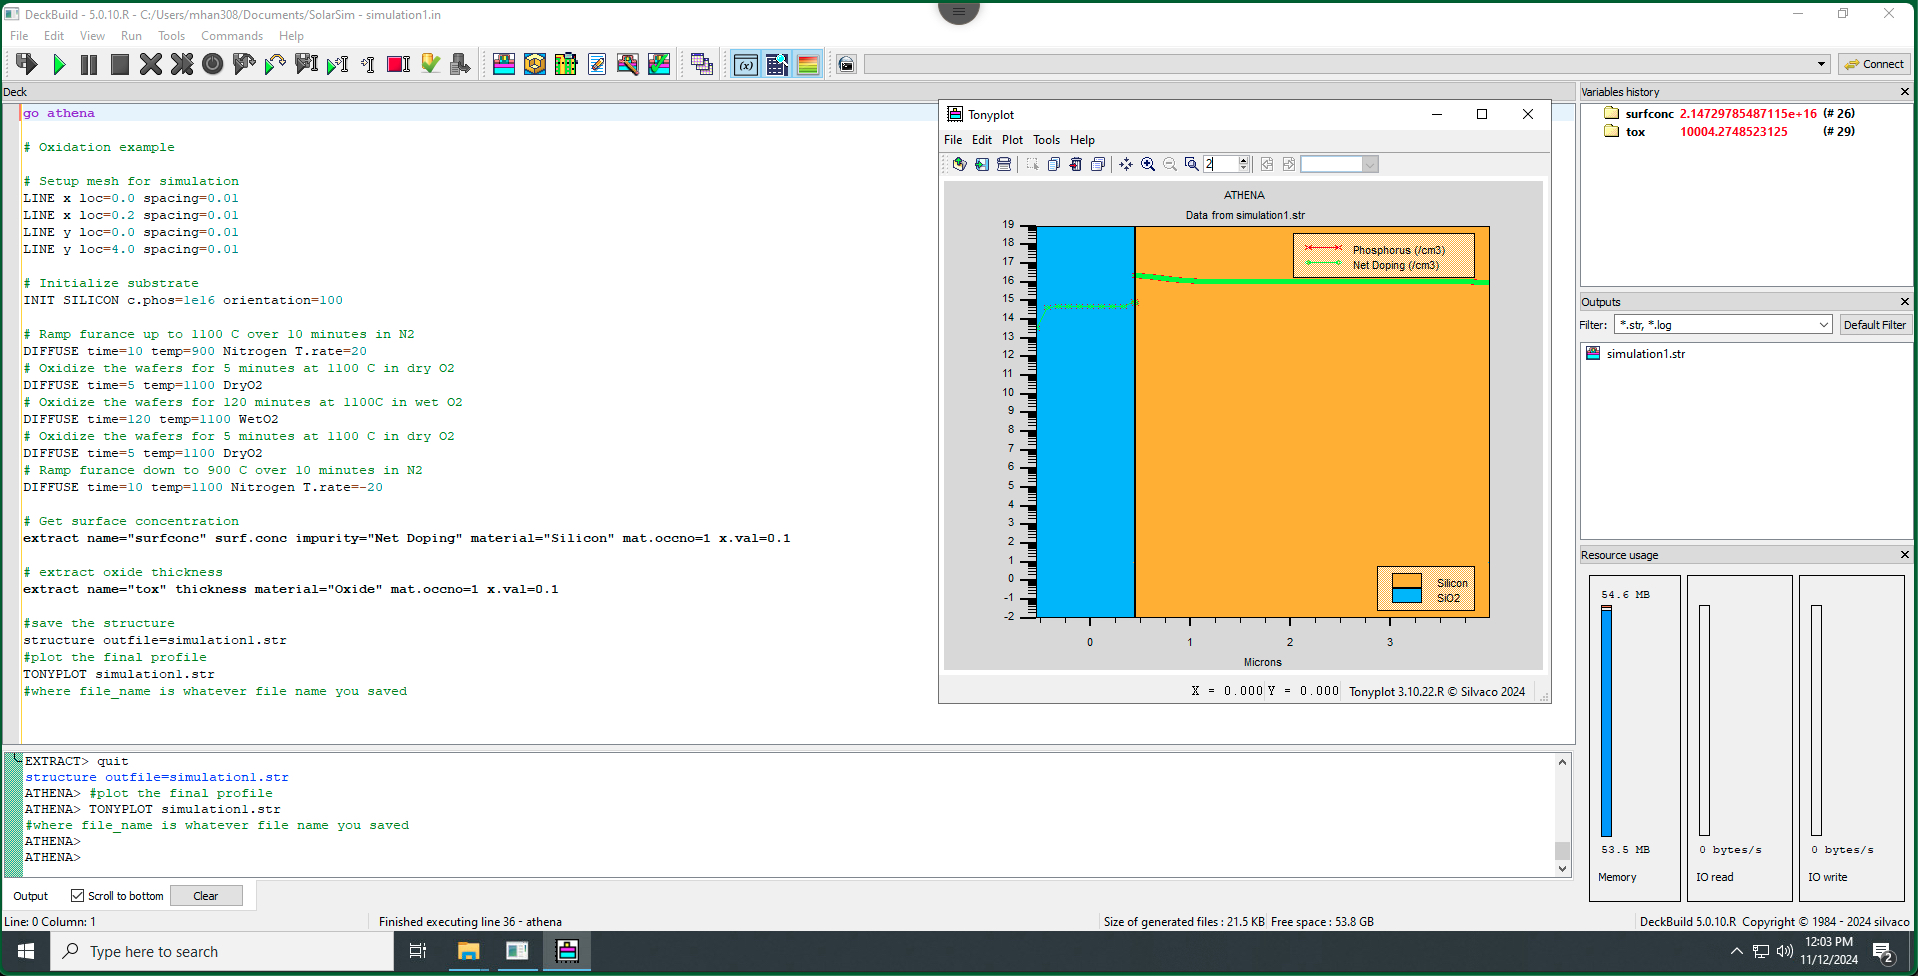 DeckBuild - 5.0.10.R - C:/Users/mhan308/Documents/SolarSim - simulation1.in
File Edit View Run Tools Commands Help
Connect
Deck
go athena
# Oxidation example
# Setup mesh for simulation
LINE x loc=0.0 spacing=0.01
LINE x loc=0.2 spacing=0.01
LINE y loc=0.0 spacing=0.01
LINE y loc=4.0 spacing=0.01
# Initialize substrate
INIT SILICON c.phos=1e16 orientation=100
# Ramp furance up to 1100 C over 10 minutes in N2
DIFFUSE time=10 temp=900 Nitrogen T.rate=20
# Oxidize the wafers for 5 minutes at 1100 C in dry O2
DIFFUSE time=5 temp=1100 DryO2
# Oxidize the wafers for 120 minutes at 1100C in wet O2
DIFFUSE time=120 temp=1100 WetO2
# Oxidize the wafers for 5 minutes at 1100 C in dry O2
DIFFUSE time=5 temp=1100 DryO2
# Ramp furance down to 900 C over 10 minutes in N2
DIFFUSE time=10 temp=1100 Nitrogen T.rate=-20
# Get surface concentration
extract name="surfconc" surf.conc impurity="Net Doping" material="Silicon" mat.occno=1 x.val=0.1
# extract oxide thickness
extract name="tox" thickness material="Oxide" mat.occno=1 x.val=0.1
#save the structure
structure outfile=simulation1.str
#plot the final profile
TONYPLOT simulation1.str
#where file_name is whatever file name you saved
Tonyplot
File Edit Plot Tools Help
2
ATHENA
Data from simulation1.str
19
18
17
16
15
14
13
12
11
10
9
8
7
6
5
4
3
2
1
0
-1
-2
Phosphorus (/cm3)
Net Doping (/cm3)
Silicon
SiO2
0 1 2 3
Microns
X = 0.000 Y = 0.000 Tonyplot 3.10.22.R © Silvaco 2024
Variables history
surfconc 2.14729785487115e+16 (# 26)
tox 10004.2748523125 (# 29)
Outputs
Filter: *.str, *.log Default Filter
simulation1.str
Resource usage
54.6 MB
53.5 MB 0 bytes/s 0 bytes/s
Memory IO read IO write
EXTRACT> quit
structure outfile=simulation1.str
ATHENA> #plot the final profile
ATHENA> TONYPLOT simulation1.str
#where file_name is whatever file name you saved
ATHENA>
ATHENA>
Output Scroll to bottom Clear
Line: 0 Column: 1 Finished executing line 36 - athena Size of generated files : 21.5 KB Free space : 53.8 GB DeckBuild 5.0.10.R Copyright © 1984 - 2024 silvaco
Type here to search
12:03 PM
11/12/2024
2